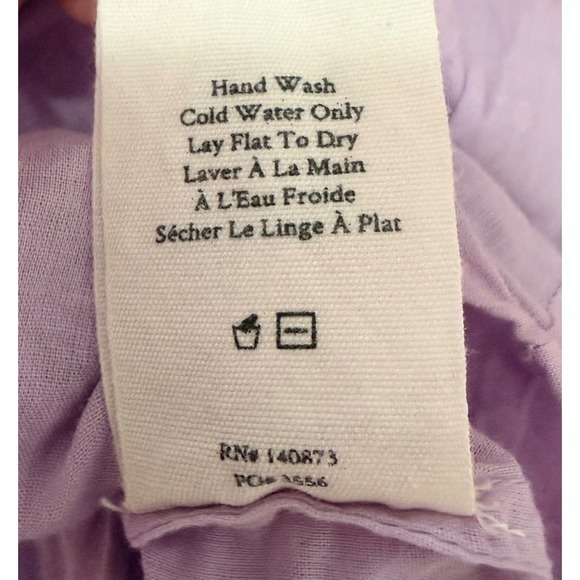 Hand Wash
Cold Water Only
Lay Flat To Dry
Laver À La Main
À L'Eau Froide
Sécher Le Linge À Plat
RN# 140873